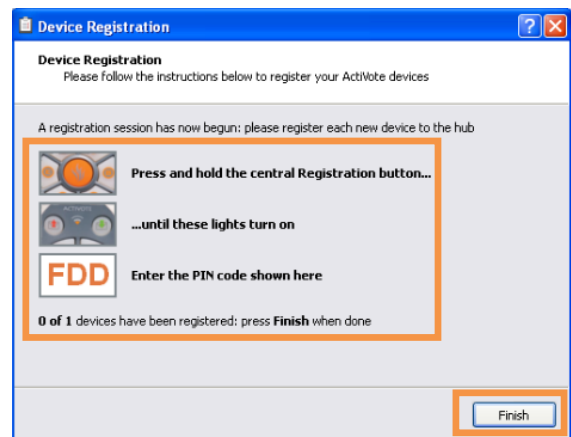 Device Registration
Device Registration
Please follow the instructions below to register your ActiVote devices
A registration session has now begun: please register each new device to the hub
Press and hold the central Registration button...
ACTIVOTE
...until these lights turn on
FDD
Enter the PIN code shown here
0 of 1 devices have been registered: press Finish when done
Finish